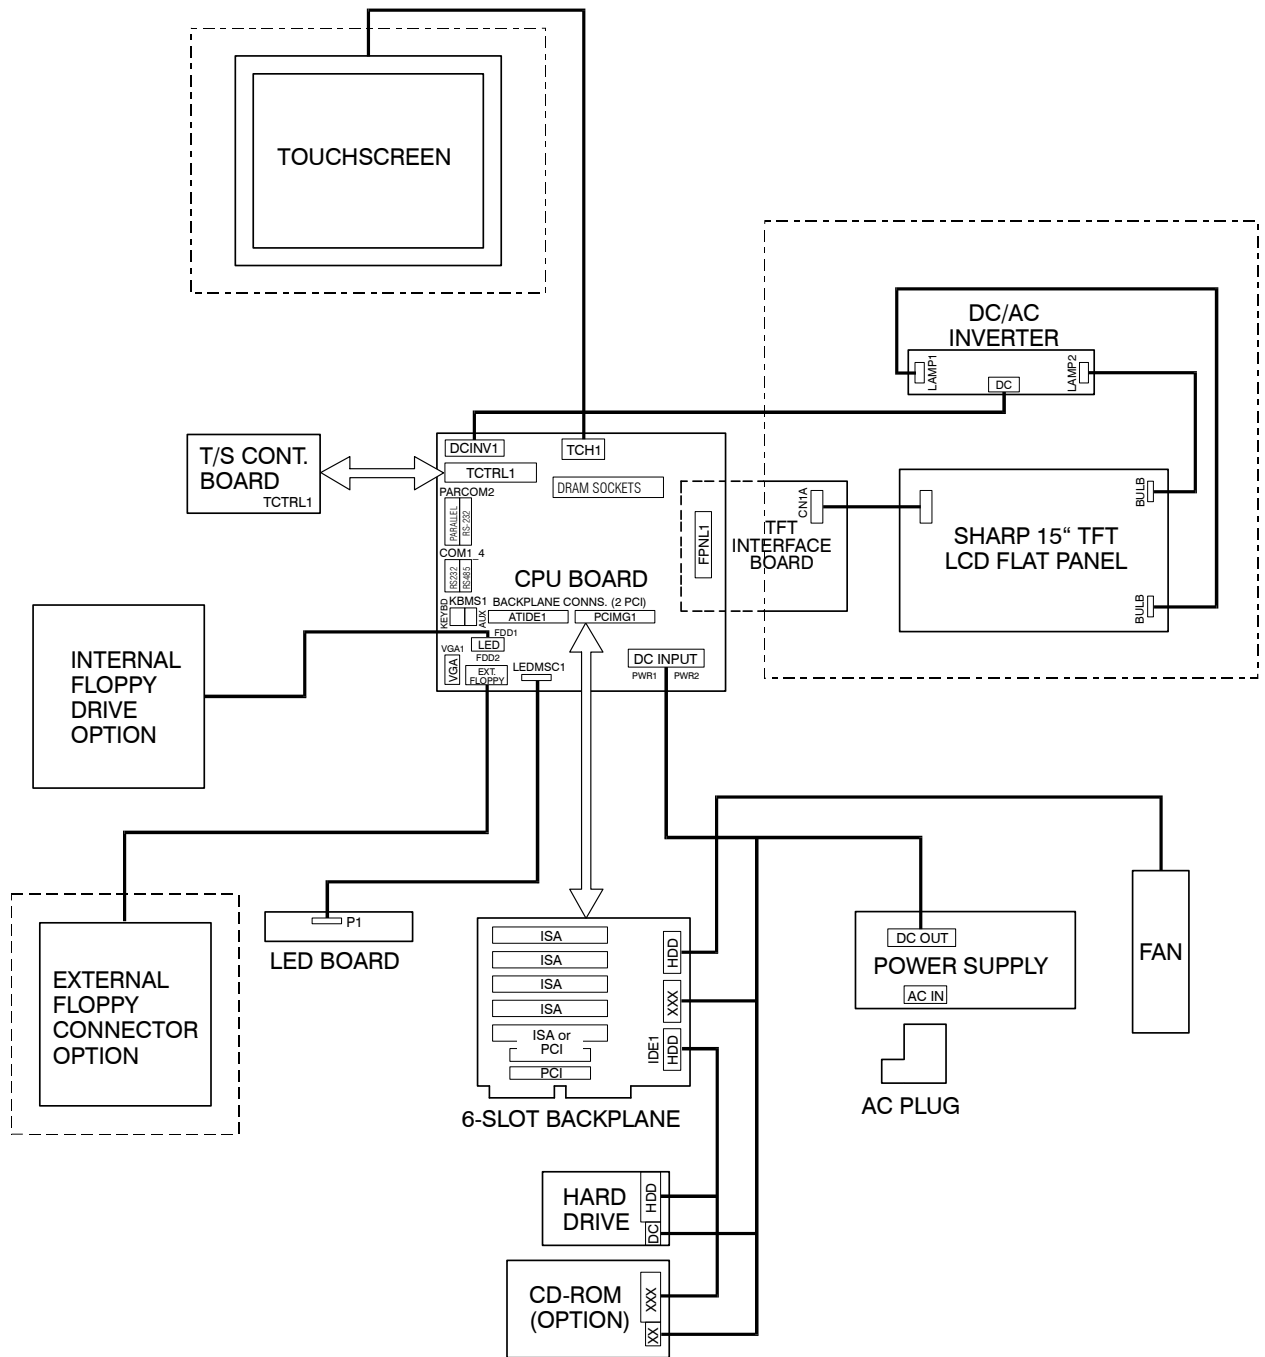 TOUCHSCREEN
DC/AC
INVERTER
LAMP1
LAMP2
DC
T/S CONT.
BOARD
TCTRL1
DCINV1
TCH1
TCTRL1
DRAM SOCKETS
PARCOM2
PARALLEL
RS-232
COM1_4
RS232
RS485
CPU BOARD
KBMS1
KEYBD
AUX
BACKPLANE CONNS. (2 PCI)
ATIDE1
PCIMG1
FDD1
LED
FDD2
VGA1
VGA
EXT.
FLOPPY
LEDMSC1
DC INPUT
PWR1
PWR2
FPNL1
CN1A
TFT
INTERFACE
BOARD
BULB
SHARP 15“ TFT
LCD FLAT PANEL
BULB
INTERNAL
FLOPPY
DRIVE
OPTION
EXTERNAL
FLOPPY
CONNECTOR
OPTION
P1
LED BOARD
ISA
ISA
ISA
ISA
ISA or
PCI
PCI
HDD
XXX
IDE1
HDD
6-SLOT BACKPLANE
DC OUT
POWER SUPPLY
AC IN
AC PLUG
FAN
HARD
DRIVE
HDD
DC
CD-ROM
(OPTION)
XXX
XX